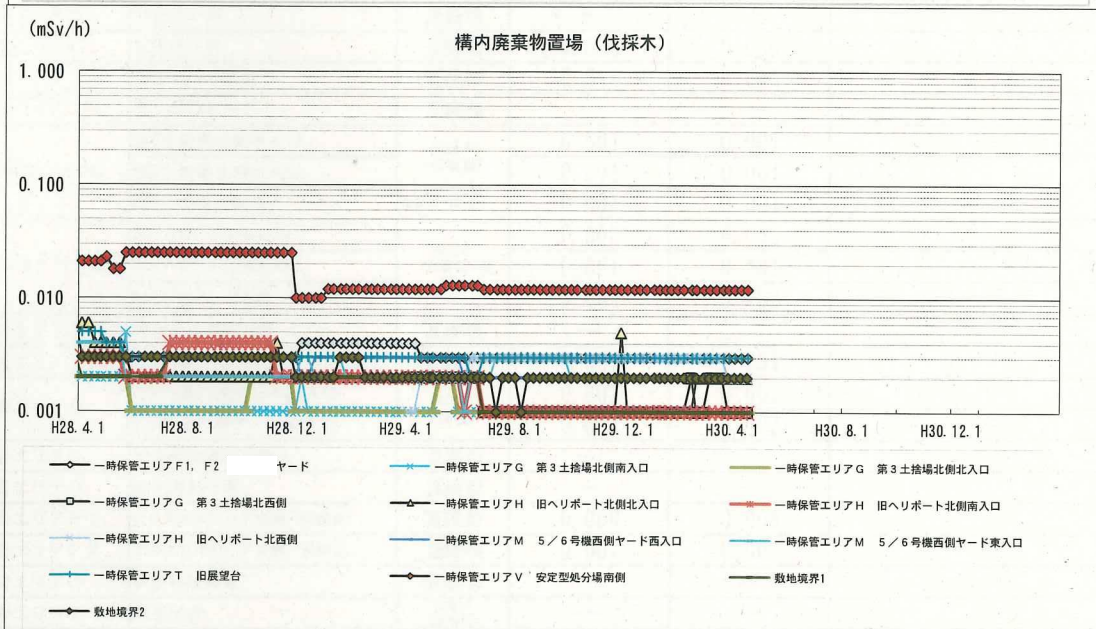 (mSv/h)
構内廃棄物置場（伐採木）
1.000
0.100
0.010
0.001
H28.4.1 H28.8.1 H28.12.1 H29.4.1 H29.8.1 H29.12.1 H30.4.1 H30.8.1 H30.12.1
一時保管エリアF1, F2 ヤード
一時保管エリアG 第3土捨場北側南入口
一時保管エリアG 第3土捨場北側北入口
一時保管エリアG 第3土捨場北西側
一時保管エリアH 旧ヘリポート北側北入口
一時保管エリアH 旧ヘリポート北側南入口
一時保管エリアH 旧ヘリポート北西側
一時保管エリアM 5／6号機西側ヤード西入口
一時保管エリアM 5／6号機西側ヤード東入口
一時保管エリアT 旧展望台
一時保管エリアV 安定型処分場南側
敷地境界1
敷地境界2